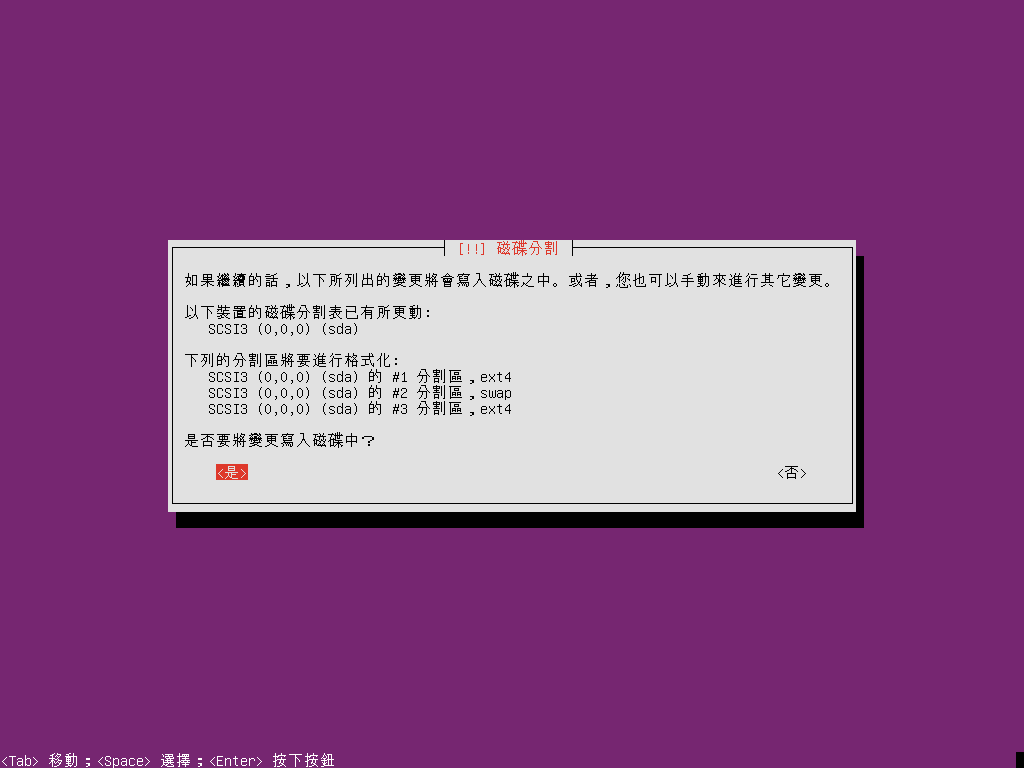 [!!] 磁碟分割
如果繼續的話，以下所列出的變更將會寫入磁碟之中。或者，您也可以手動來進行其它變更。
以下裝置的磁碟分割表已有所更動：
SCSI3 (0,0,0) (sda)
下列的分割區將要進行格式化：
SCSI3 (0,0,0) (sda) 的 #1 分割區，ext4
SCSI3 (0,0,0) (sda) 的 #2 分割區，swap
SCSI3 (0,0,0) (sda) 的 #3 分割區，ext4
是否要將變更寫入磁碟中？
<是> <否>
<Tab> 移動；<Space> 選擇；<Enter> 按下按鈕